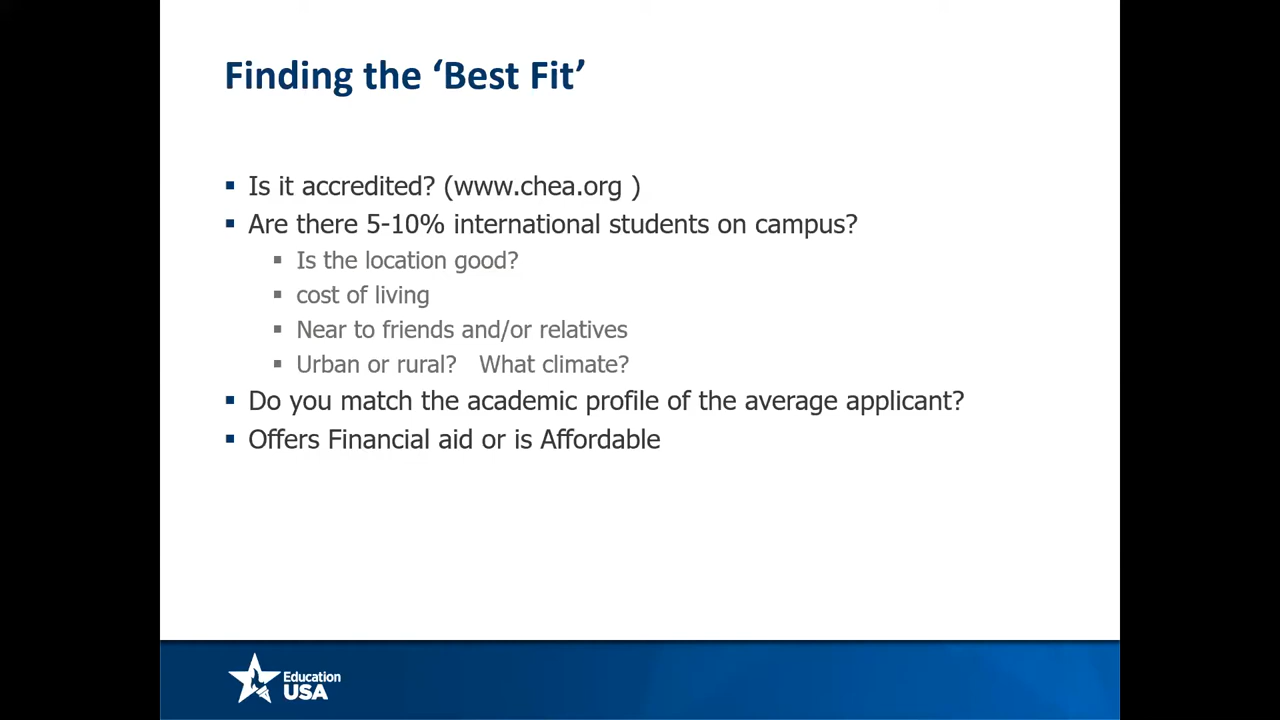 Finding the ‘Best Fit’
▪ Is it accredited? (www.chea.org )
▪ Are there 5-10% international students on campus?
▪ Is the location good?
▪ cost of living
▪ Near to friends and/or relatives
▪ Urban or rural? What climate?
▪ Do you match the academic profile of the average applicant?
▪ Offers Financial aid or is Affordable
Education
USA